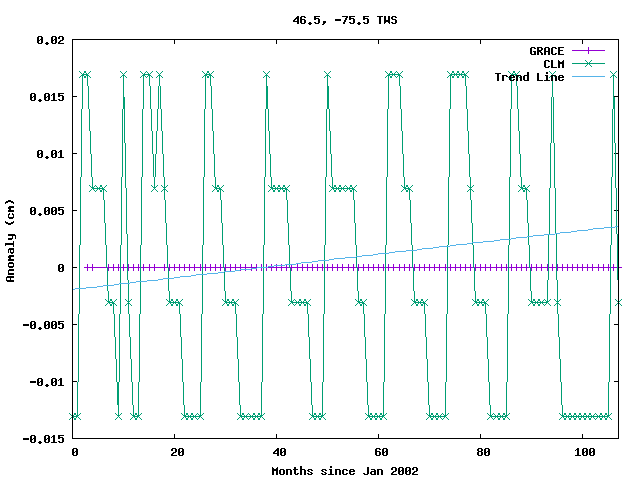 46.5, -75.5 TWS
GRACE
CLM
Trend Line
0.02
0.015
0.01
0.005
0
-0.005
-0.01
-0.015
Anomaly (cm)
0 20 40 60 80 100
Months since Jan 2002